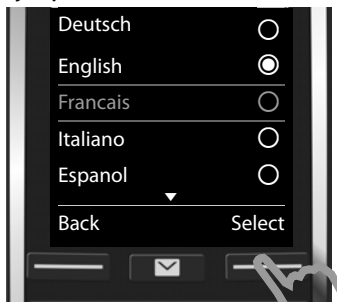 Deutsch
English
Francais
Italiano
Espanol
Back Select